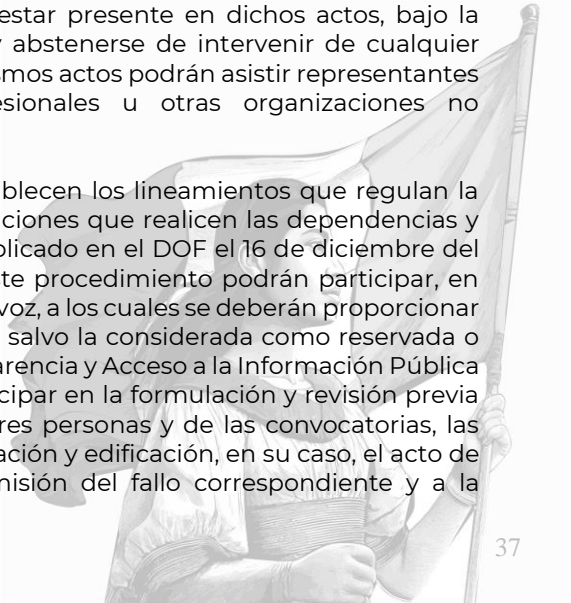 estar presente en dichos actos, bajo la
abstenerse de intervenir de cualquier
smos actos podrán asistir representantes
esionales u otras organizaciones no
blecen los lineamientos que regulan la
ciones que realicen las dependencias y
blicado en el DOF el 16 de diciembre del
te procedimiento podrán participar, en
voz, a los cuales se deberán proporcionar
salvo la considerada como reservada o
arencia y Acceso a la Información Pública
cipar en la formulación y revisión previa
res personas y de las convocatorias, las
ación y edificación, en su caso, el acto de
misión del fallo correspondiente y a la
37